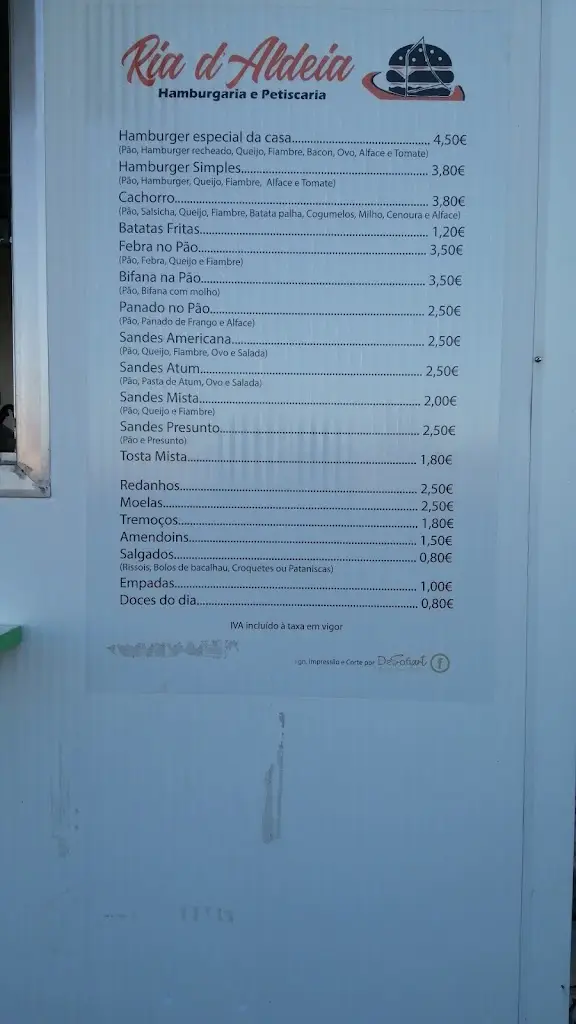 Ria d'Aldeia
Hamburgaria e Petiscaria
Hamburger especial da casa........................................ 4,50€
(Pão, Hamburger recheado, Queijo, Fiambre, Bacon, Ovo, Alface e Tomate)
Hamburger Simples........................................ 3,80€
(Pão, Hamburger, Queijo, Fiambre, Alface e Tomate)
Cachorro........................................ 3,80€
(Pão, Salsicha, Queijo, Fiambre, Batata palha, Cogumelos, Milho, Cenoura e Alface)
Batatas Fritas........................................ 1,20€
Febra no Pão........................................ 3,50€
(Pão, Febra, Queijo e Fiambre)
Bifana na Pão........................................ 3,50€
(Pão, Bifana com molho)
Panado no Pão........................................ 2,50€
(Pão, Panado de Frango e Alface)
Sandes Americana........................................ 2,50€
(Pão, Queijo, Fiambre, Ovo e Salada)
Sandes Atum........................................ 2,50€
(Pão, Pasta de Atum, Ovo e Salada)
Sandes Mista........................................ 2,00€
(Pão, Queijo e Fiambre)
Sandes Presunto........................................ 2,50€
(Pão e Presunto)
Tosta Mista........................................ 1,80€
Redanhos........................................ 2,50€
Moelas........................................ 2,50€
Tremoços........................................ 1,80€
Amendoins........................................ 1,50€
Salgados........................................ 0,80€
(Rissois, Bolos de bacalhau, Croquetes ou Pataniscas)
Empadas........................................ 1,00€
Doces do dia........................................ 0,80€
IVA incluído à taxa em vigor
Impressão e Corte por